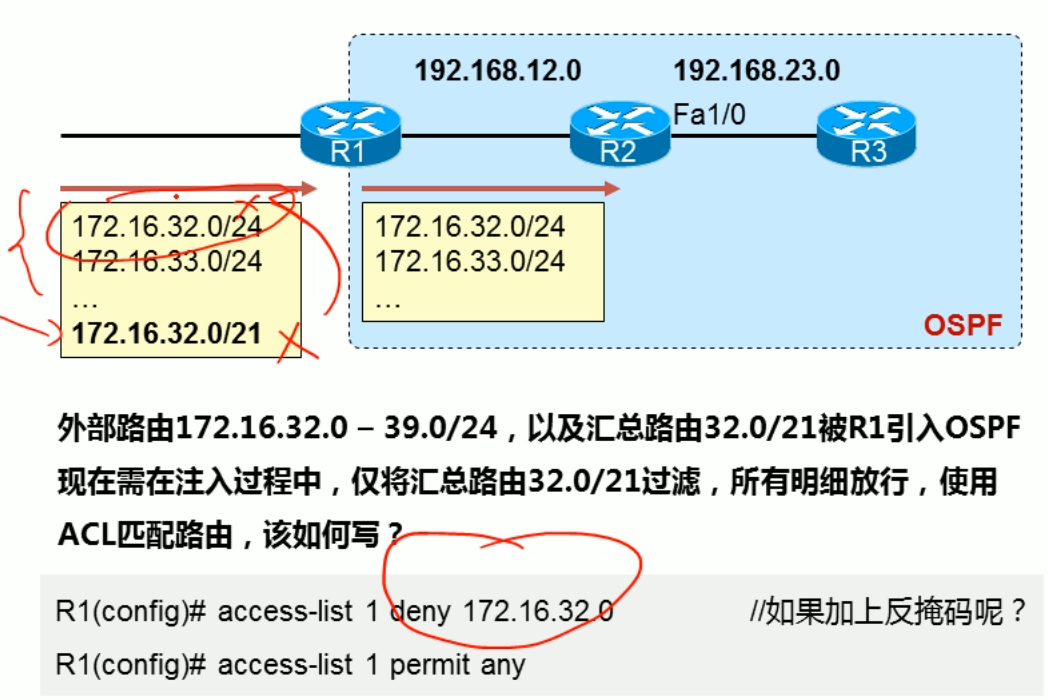 192.168.12.0
192.168.23.0
Fa1/0
R1
R2
R3
172.16.32.0/24
172.16.33.0/24
...
172.16.32.0/21
172.16.32.0/24
172.16.33.0/24
...
OSPF
外部路由172.16.32.0 – 39.0/24，以及汇总路由32.0/21被R1引入OSPF
现在需在注入过程中，仅将汇总路由32.0/21过滤，所有明细放行，使用
ACL匹配路由，该如何写？
R1(config)# access-list 1 deny 172.16.32.0 //如果加上反掩码呢？
R1(config)# access-list 1 permit any